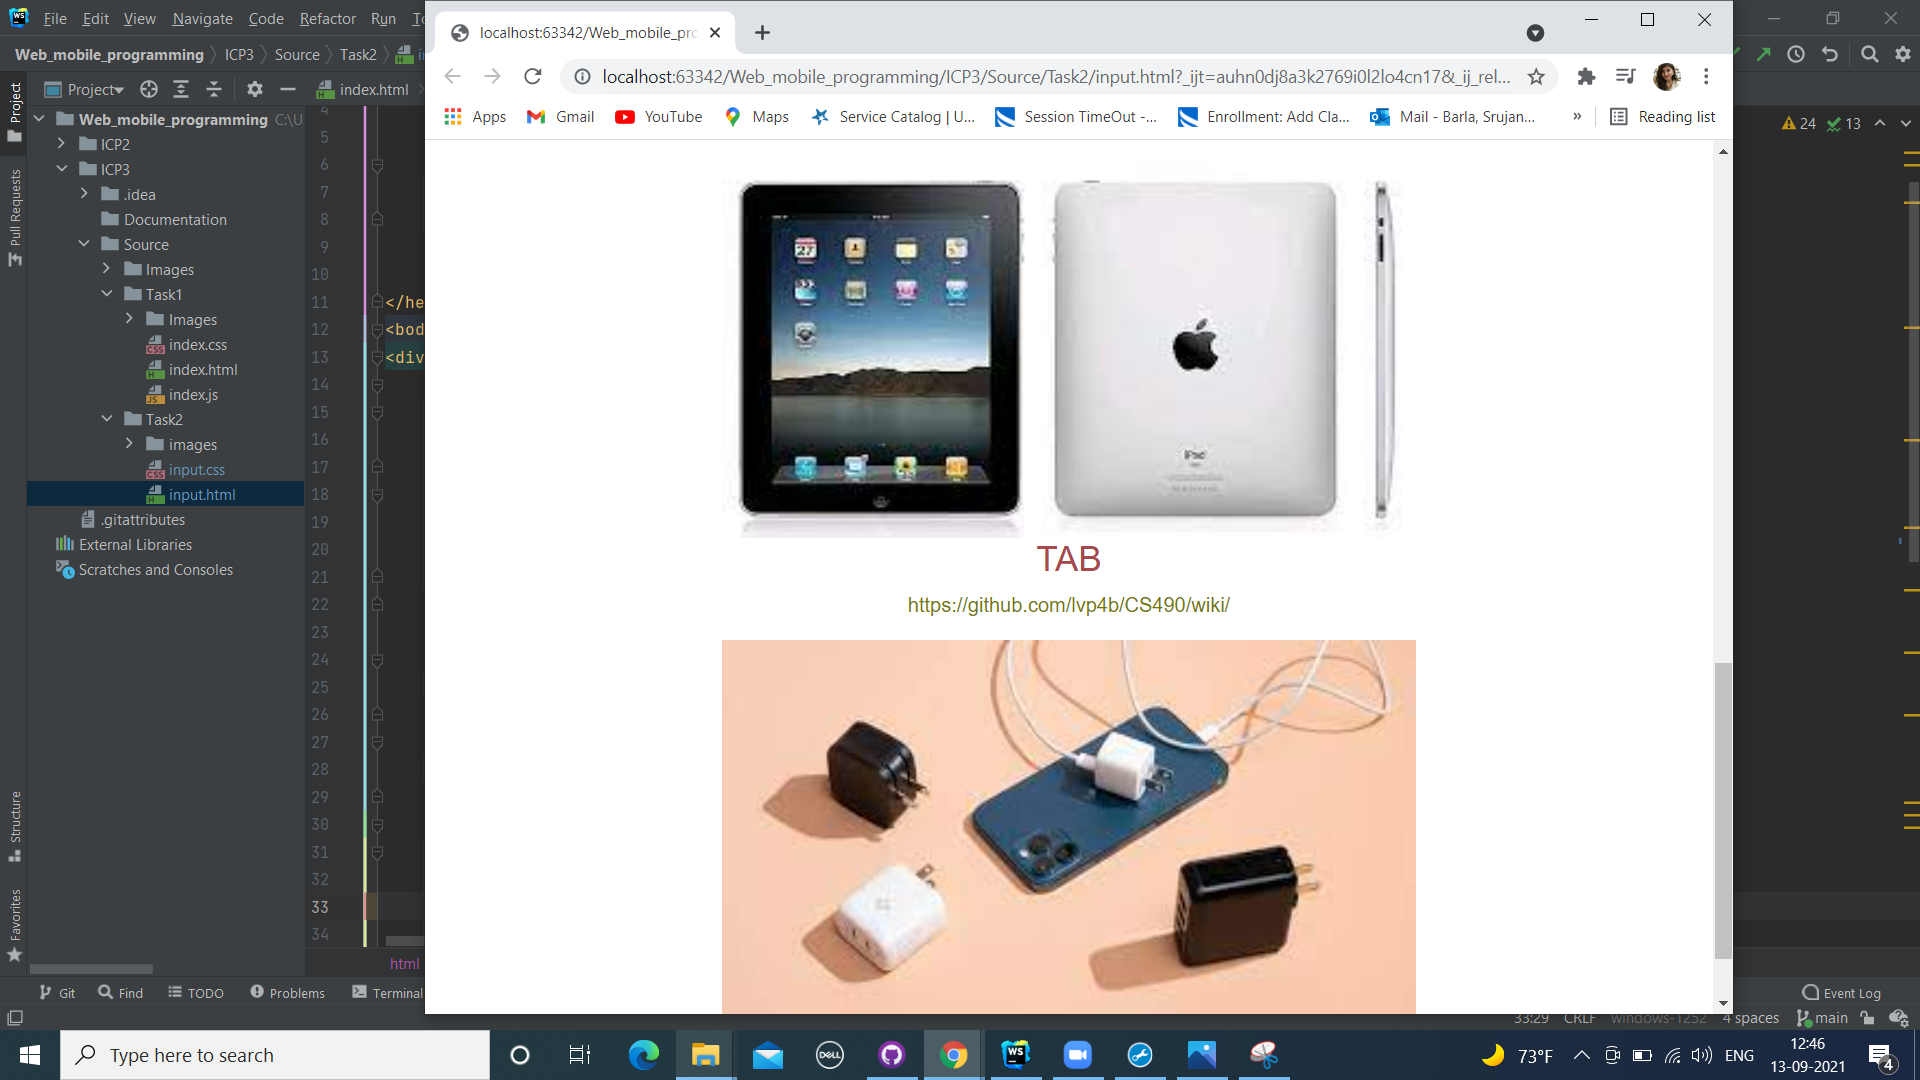 File Edit View Navigate Code Refactor Run
localhost:63342/Web_mobile_pro
Web_mobile_programming ICP3 Source Task2
localhost:63342/Web_mobile_programming/ICP3/Source/Task2/input.html?_ijt=auhn0dj8a3k2769i0l2lo4cn17&_ij_rel...
Project index.html
Apps Gmail YouTube Maps Service Catalog | U... Session TimeOut -... Enrollment: Add Cla... Mail - Barla, Srujan... » Reading list
24 13
Project
Pull Requests
Structure
Favorites
Web_mobile_programming C:\U
ICP2
ICP3
.idea
Documentation
Source
Images
Task1
Images
index.css
index.html
index.js
Task2
images
input.css
input.html
.gitattributes
External Libraries
Scratches and Consoles
4
5
6
7
8
9
10
11 </he
12 <bod
13 <div
14
15
16
17
18
19
20
21
22
23
24
25
26
27
28
29
30
31
32
33
34
html
27
iPad
TAB
https://github.com/lvp4b/CS490/wiki/
Git Find TODO Problems Terminal Event Log
33:29 CRLF windows-1252 4 spaces main
Type here to search
DELL
WS
73°F ENG
12:46
13-09-2021
4